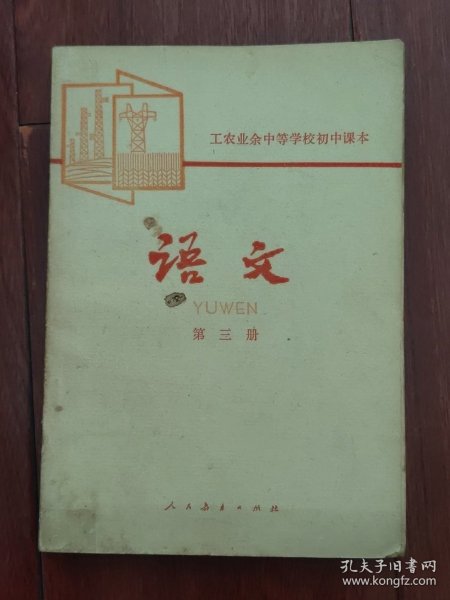 工农业余中等学校初中课本
语文
YUWEN
第三册
人民教育出版社
孔夫子旧书网
www.kongfz.com